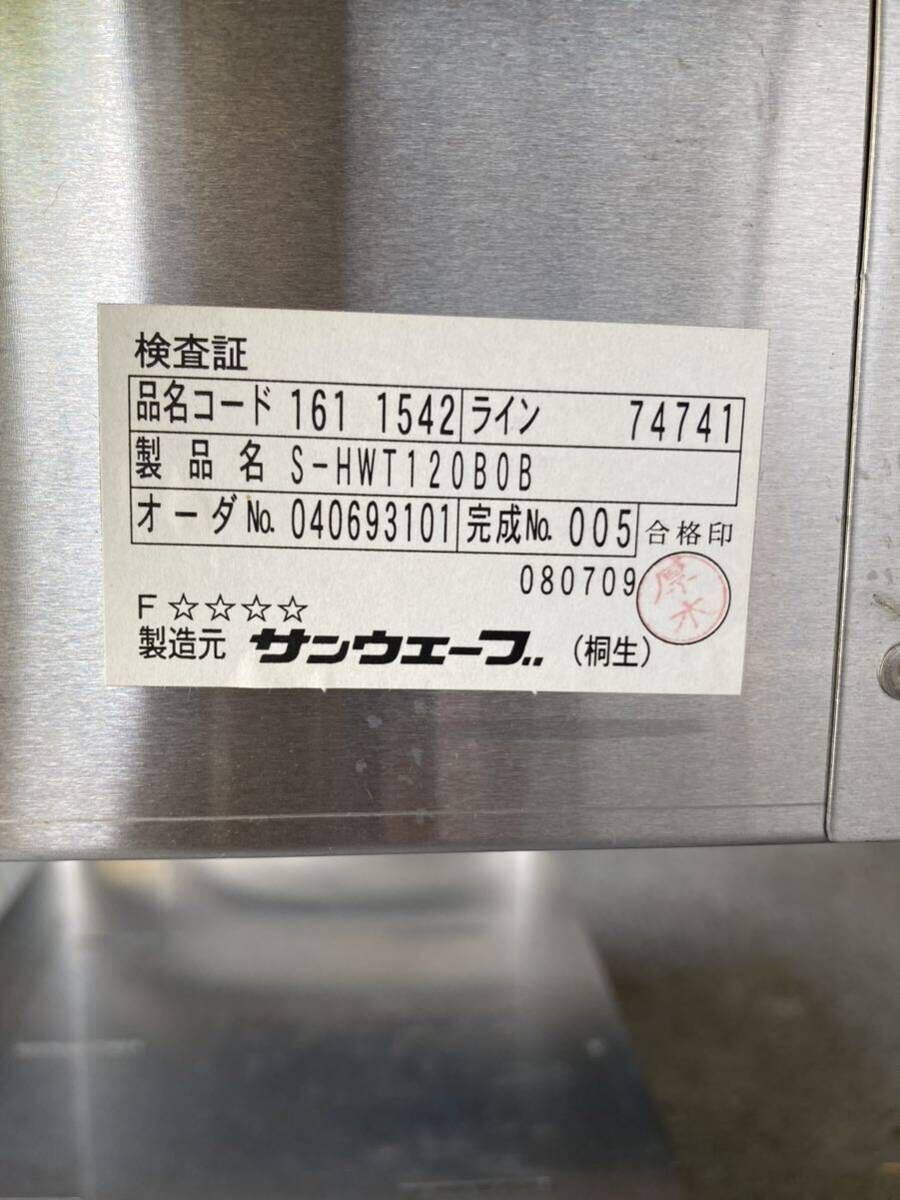 検査証
品名コード 161 1542 ライン 74741
製品名 S-HWT120B0B
オーダNo. 040693101 完成No. 005 合格印
080709
F☆☆☆☆
製造元 サンウエーブ (桐生)